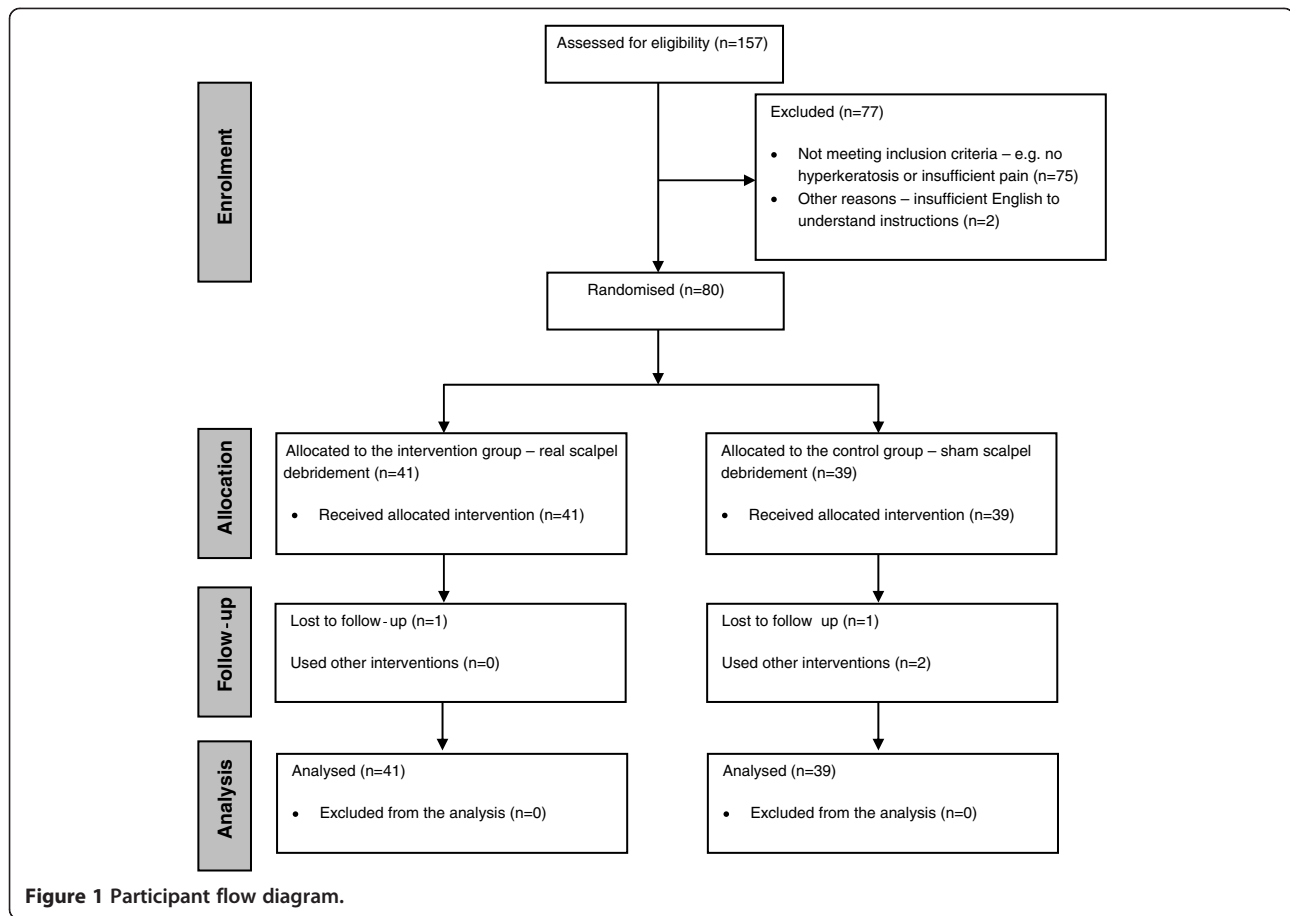 Assessed for eligibility (n=157)
Enrolment
Excluded (n=77)
• Not meeting inclusion criteria – e.g. no
hyperkeratosis or insufficient pain (n=75)
• Other reasons – insufficient English to
understand instructions (n=2)
Randomised (n=80)
Allocation
Allocated to the intervention group – real scalpel
debridement (n=41)
• Received allocated intervention (n=41)
Allocated to the control group – sham scalpel
debridement (n=39)
• Received allocated intervention (n=39)
Follow-up
Lost to follow-up (n=1)
Used other interventions (n=0)
Lost to follow up (n=1)
Used other interventions (n=2)
Analysis
Analysed (n=41)
• Excluded from the analysis (n=0)
Analysed (n=39)
• Excluded from the analysis (n=0)
Figure 1 Participant flow diagram.